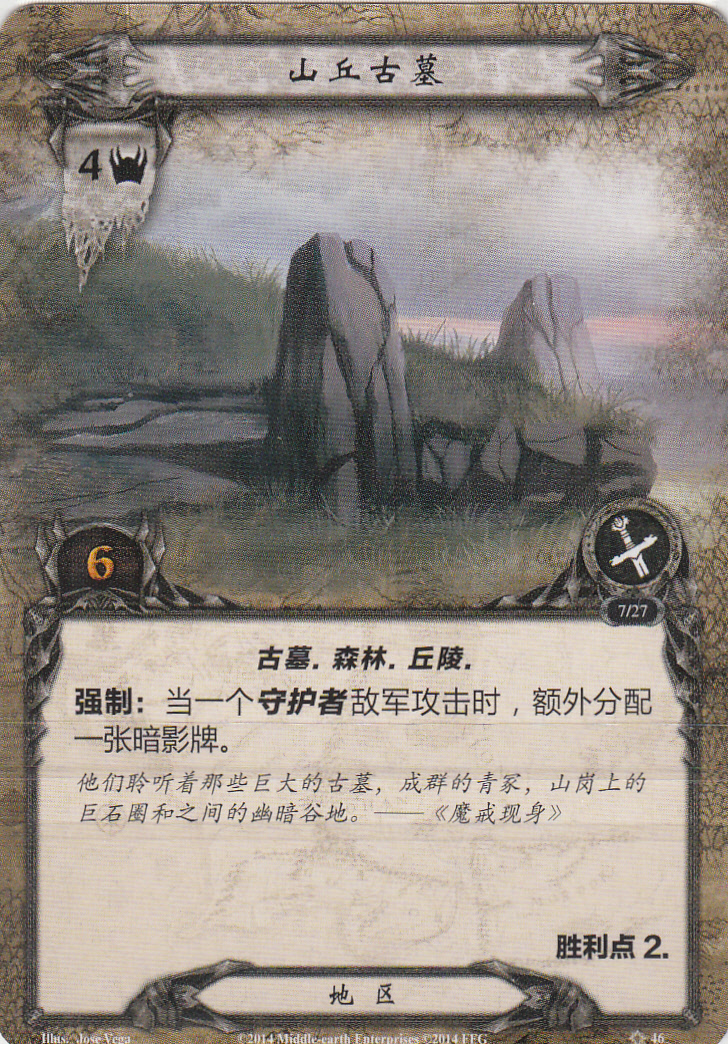 山丘古墓
4
6
7/27
古墓. 森林. 丘陵.
强制：当一个守护者敌军攻击时，额外分配
一张暗影牌。
他们聆听着那些巨大的古墓，成群的青冢，山岗上的
巨石圈和之间的幽暗谷地。——《魔戒现身》
胜利点 2.
地 区
Illus. Jose Vega ©2014 Middle-earth Enterprises ©2014 FFG 46